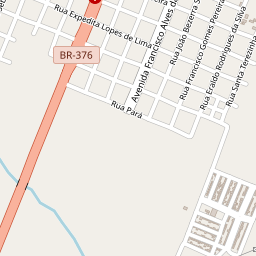 Rua Expedita Lopes de Lima
BR-376
Avenida Francisco Alves da
Rua João Bezerra S
Rua Francisco Gomes Pereira
Rua Eraldo Rodrigues da Silva
Rua Santa Terezinha
Rua Pará